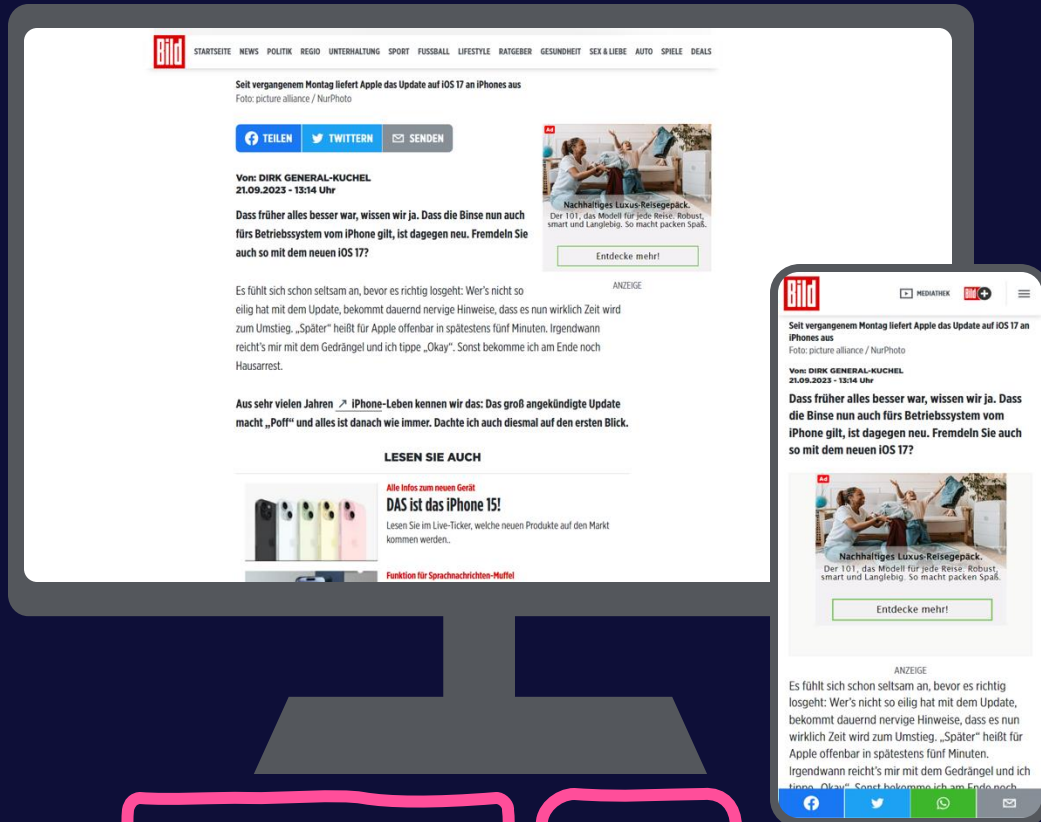 Bild
STARTSEITE NEWS POLITIK REGIO UNTERHALTUNG SPORT FUSSBALL LIFESTYLE RATGEBER GESUNDHEIT SEX & LIEBE AUTO SPIELE DEALS
Seit vergangenem Montag liefert Apple das Update auf iOS 17 an iPhones aus
Foto: picture alliance / NurPhoto
TEILEN TWITTERN SENDEN
Von: DIRK GENERAL-KUCHEL
21.09.2023 - 13:14 Uhr
Dass früher alles besser war, wissen wir ja. Dass die Binse nun auch
fürs Betriebssystem vom iPhone gilt, ist dagegen neu. Fremdeln Sie
auch so mit dem neuen iOS 17?
Ad
Nachhaltiges Luxus-Reisegepäck.
Der 101, das Modell für jede Reise. Robust,
smart und Langlebig. So macht packen Spaß.
Entdecke mehr!
ANZEIGE
Es fühlt sich schon seltsam an, bevor es richtig losgeht: Wer's nicht so
eilig hat mit dem Update, bekommt dauernd nervige Hinweise, dass es nun wirklich Zeit wird
zum Umstieg. „Später“ heißt für Apple offenbar in spätestens fünf Minuten. Irgendwann
reicht's mir mit dem Gedrängel und ich tippe „Okay“. Sonst bekomme ich am Ende noch
Hausarrest.
Aus sehr vielen Jahren ↗ iPhone-Leben kennen wir das: Das groß angekündigte Update
macht „Poff“ und alles ist danach wie immer. Dachte ich auch diesmal auf den ersten Blick.
LESEN SIE AUCH
Alle Infos zum neuen Gerät
DAS ist das iPhone 15!
Lesen Sie im Live-Ticker, welche neuen Produkte auf den Markt
kommen werden..
Funktion für Sprachnachrichten-Muffel
Bild
MEDIATHEK Bild+
Seit vergangenem Montag liefert Apple das Update auf iOS 17 an
iPhones aus
Foto: picture alliance / NurPhoto
Von: DIRK GENERAL-KUCHEL
21.09.2023 - 13:14 Uhr
Dass früher alles besser war, wissen wir ja. Dass
die Binse nun auch fürs Betriebssystem vom
iPhone gilt, ist dagegen neu. Fremdeln Sie auch
so mit dem neuen iOS 17?
Ad
Nachhaltiges Luxus-Reisegepäck.
Der 101, das Modell für jede Reise. Robust,
smart und Langlebig. So macht packen Spaß.
Entdecke mehr!
ANZEIGE
Es fühlt sich schon seltsam an, bevor es richtig
losgeht: Wer's nicht so eilig hat mit dem Update,
bekommt dauernd nervige Hinweise, dass es nun
wirklich Zeit wird zum Umstieg. „Später“ heißt für
Apple offenbar in spätestens fünf Minuten.
Irgendwann reicht's mir mit dem Gedrängel und ich
tippe „Okay“. Sonst bekomme ich am Ende noch